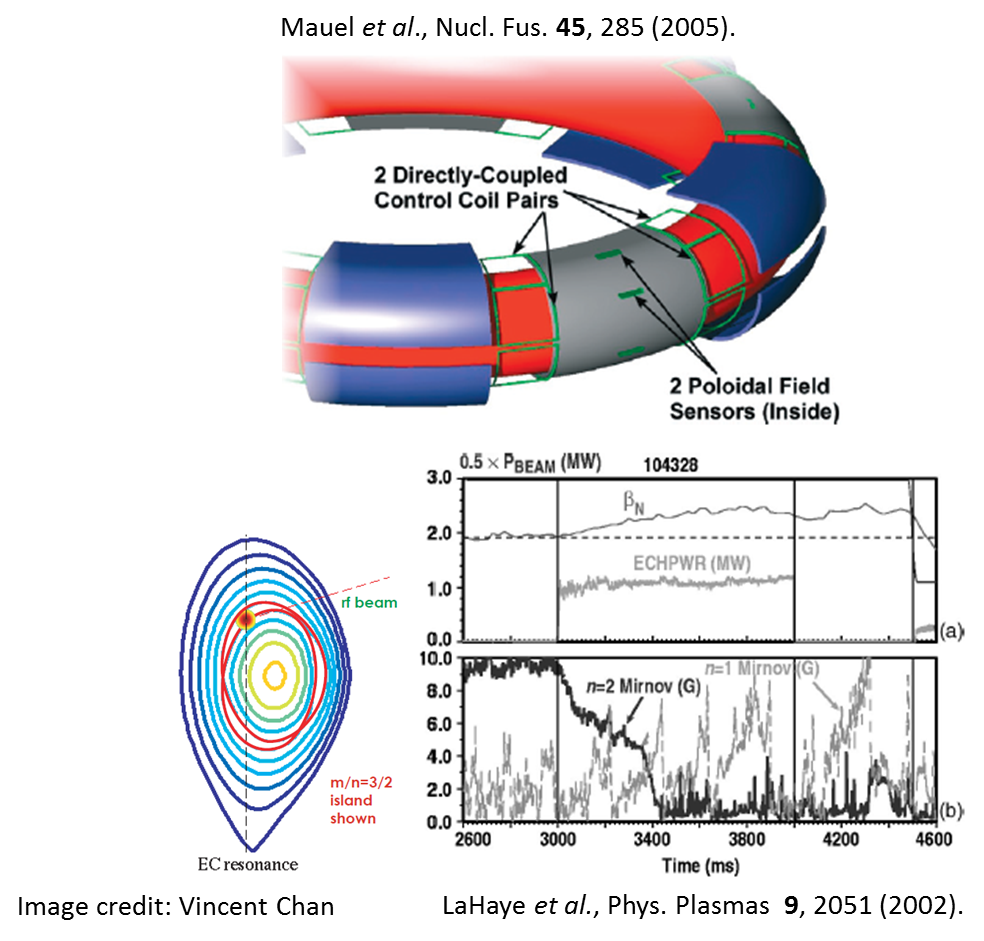 Mauel et al., Nucl. Fus. 45, 285 (2005).
2 Directly-Coupled
Control Coil Pairs
2 Poloidal Field
Sensors (Inside)
0.5 × PBEAM (MW) 104328
3.0
2.0
1.0
0.0
βN
ECHPWR (MW)
(a)
10.0
8.0
6.0
4.0
2.0
0.0
n=1 Mirnov (G)
n=2 Mirnov (G)
(b)
2600 3000 3400 3800 4200 4600
Time (ms)
rf beam
m/n=3/2
island
shown
EC resonance
Image credit: Vincent Chan
LaHaye et al., Phys. Plasmas 9, 2051 (2002).